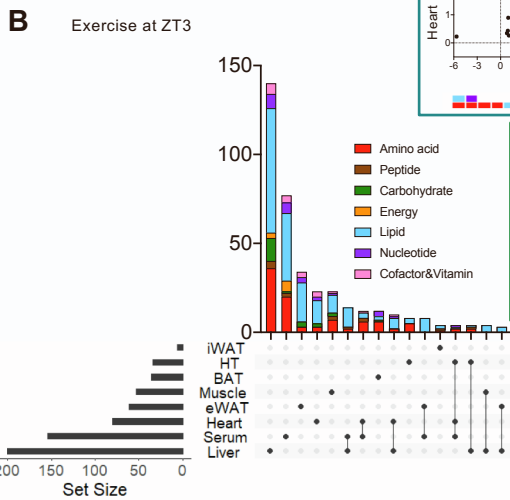 B
Exercise at ZT3
Heart
1
0
-6 -3 0
150
100
50
0
Amino acid
Peptide
Carbohydrate
Energy
Lipid
Nucleotide
Cofactor&Vitamin
iWAT
HT
BAT
Muscle
eWAT
Heart
Serum
Liver
200 150 100 50 0
Set Size